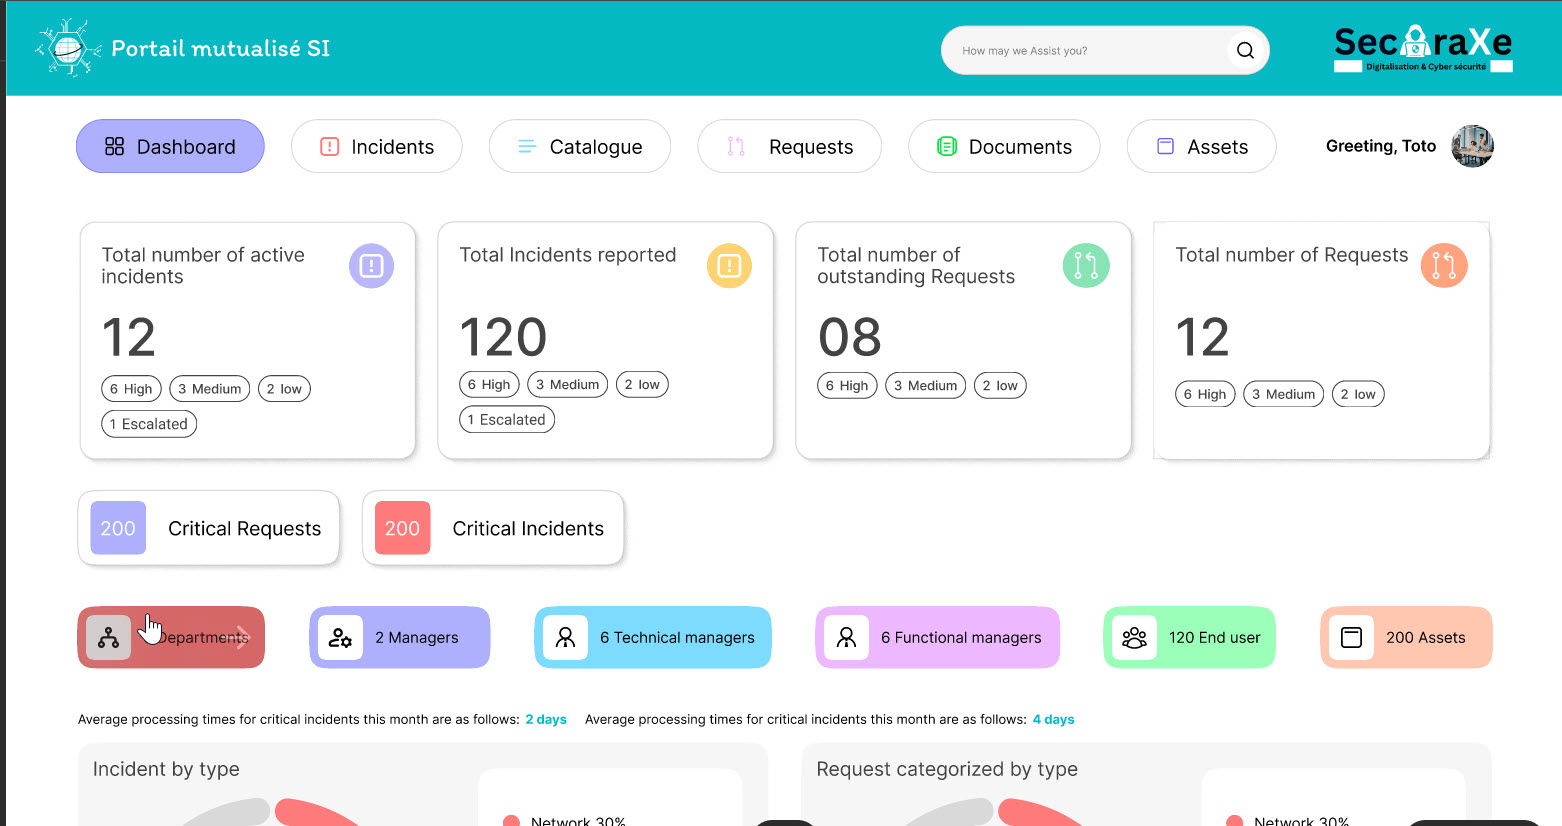 Portail mutualisé SI
How may we Assist you?
SecuraXe
Digitalisation & Cyber sécurité
Dashboard
Incidents
Catalogue
Requests
Documents
Assets
Greeting, Toto
Total number of active
incidents
12
6 High 3 Medium 2 low
1 Escalated
Total Incidents reported
120
6 High 3 Medium 2 low
1 Escalated
Total number of
outstanding Requests
08
6 High 3 Medium 2 low
Total number of Requests
12
6 High 3 Medium 2 low
200 Critical Requests
200 Critical Incidents
Departments
2 Managers
6 Technical managers
6 Functional managers
120 End user
200 Assets
Average processing times for critical incidents this month are as follows: 2 days
Average processing times for critical incidents this month are as follows: 4 days
Incident by type
Network 30%
Request categorized by type
Network 30%